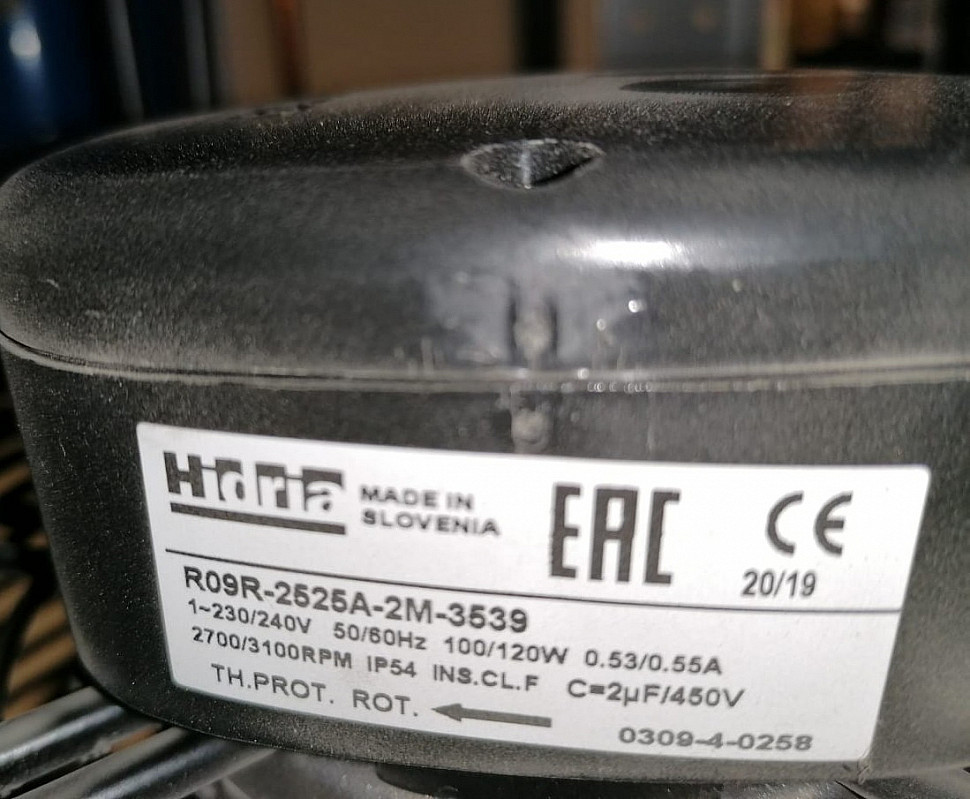 Hidria
MADE IN
SLOVENIA
EAC
CE
20/19
R09R-2525A-2M-3539
1~230/240V 50/60Hz 100/120W 0.53/0.55A
2700/3100RPM IP54 INS.CL.F C=2µF/450V
TH.PROT. ROT.
0309-4-0258